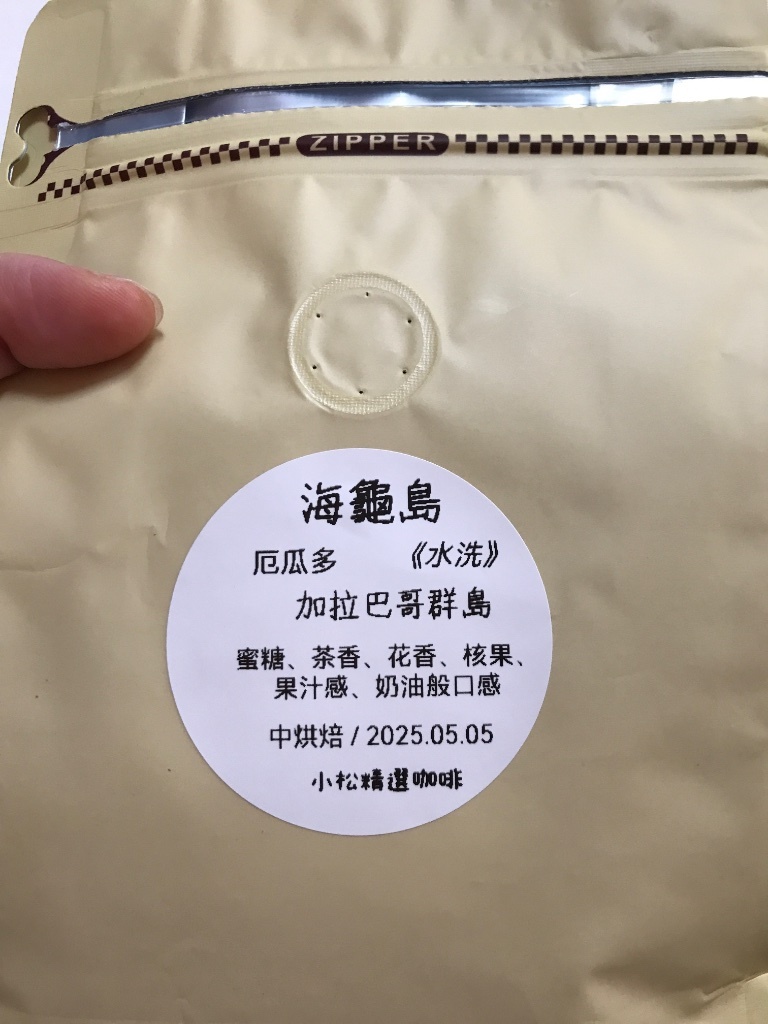 ZIPPER
海龜島
厄瓜多 《水洗》
加拉巴哥群島
蜜糖、茶香、花香、核果、
果汁感、奶油般口感
中烘焙 / 2025.05.05
小松精選咖啡